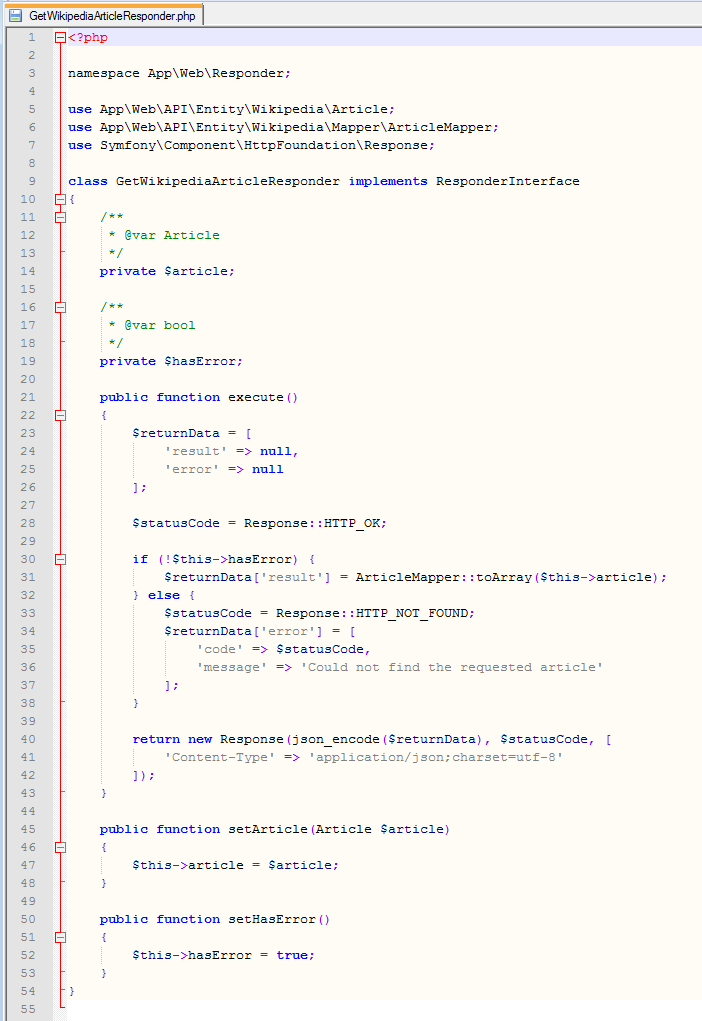 GetWikipediaArticleResponder.php
1 <?php
2
3 namespace App\Web\Responder;
4
5 use App\Web\API\Entity\Wikipedia\Article;
6 use App\Web\API\Entity\Wikipedia\Mapper\ArticleMapper;
7 use Symfony\Component\HttpFoundation\Response;
8
9 class GetWikipediaArticleResponder implements ResponderInterface
10 {
11     /**
12      * @var Article
13      */
14     private $article;
15
16     /**
17      * @var bool
18      */
19     private $hasError;
20
21     public function execute()
22     {
23         $returnData = [
24             'result' => null,
25             'error' => null
26         ];
27
28         $statusCode = Response::HTTP_OK;
29
30         if (!$this->hasError) {
31             $returnData['result'] = ArticleMapper::toArray($this->article);
32         } else {
33             $statusCode = Response::HTTP_NOT_FOUND;
34             $returnData['error'] = [
35                 'code' => $statusCode,
36                 'message' => 'Could not find the requested article'
37             ];
38         }
39
40         return new Response(json_encode($returnData), $statusCode, [
41             'Content-Type' => 'application/json;charset=utf-8'
42         ]);
43     }
44
45     public function setArticle(Article $article)
46     {
47         $this->article = $article;
48     }
49
50     public function setHasError()
51     {
52         $this->hasError = true;
53     }
54 }
55